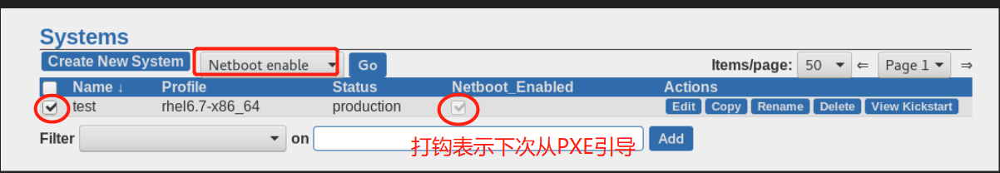 Systems
Create New System Netboot enable Go Items/page: 50 ⇐ Page 1 ⇒
Name ↓ Profile Status Netboot_Enabled Actions
test rhel6.7-x86_64 production Edit Copy Rename Delete View Kickstart
Filter on Add
打钩表示下次从PXE引导